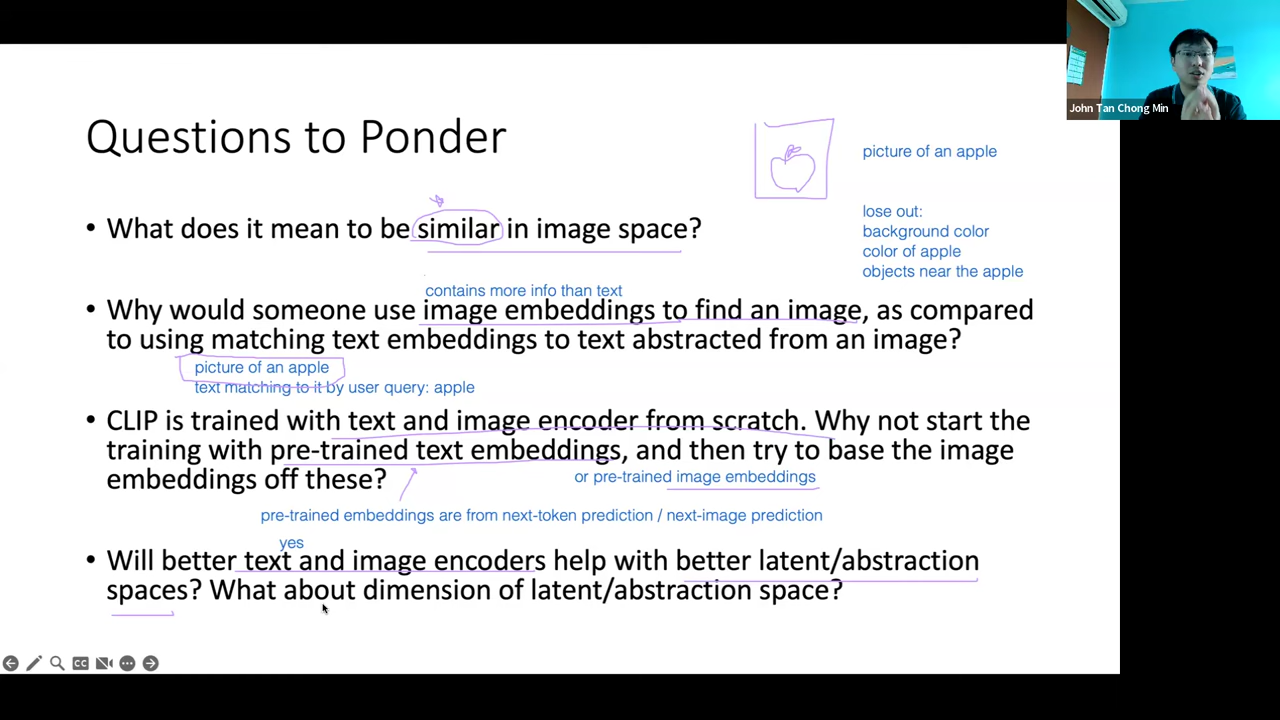 John Tan Chong Min
Questions to Ponder
picture of an apple
lose out:
background color
color of apple
objects near the apple
• What does it mean to be similar in image space?
contains more info than text
• Why would someone use image embeddings to find an image, as compared
to using matching text embeddings to text abstracted from an image?
picture of an apple
text matching to it by user query: apple
• CLIP is trained with text and image encoder from scratch. Why not start the
training with pre-trained text embeddings, and then try to base the image
embeddings off these?
or pre-trained image embeddings
pre-trained embeddings are from next-token prediction / next-image prediction
yes
• Will better text and image encoders help with better latent/abstraction
spaces? What about dimension of latent/abstraction space?
CC